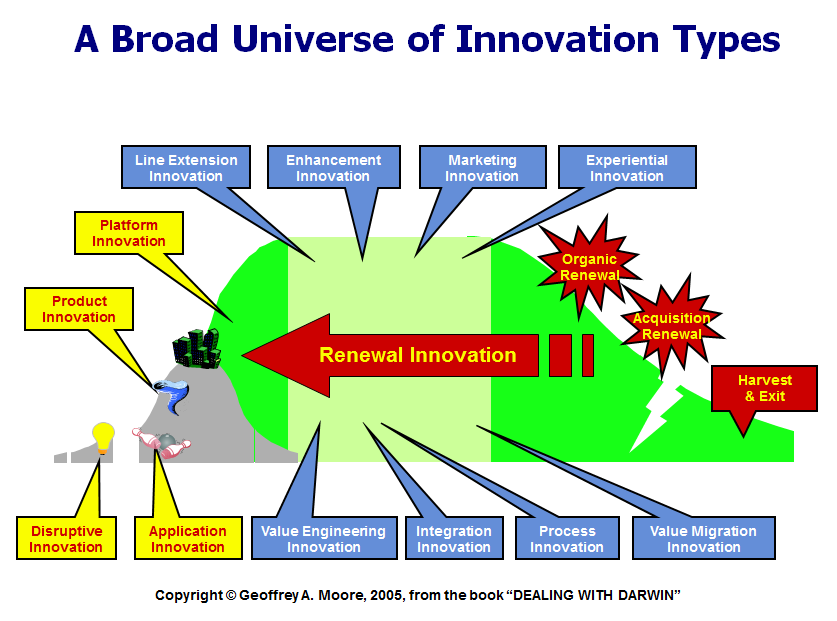 A Broad Universe of Innovation Types
Line Extension
Innovation
Enhancement
Innovation
Marketing
Innovation
Experiential
Innovation
Platform
Innovation
Organic
Renewal
Product
Innovation
Acquisition
Renewal
Renewal Innovation
Harvest
& Exit
Disruptive
Innovation
Application
Innovation
Value Engineering
Innovation
Integration
Innovation
Process
Innovation
Value Migration
Innovation
Copyright © Geoffrey A. Moore, 2005, from the book “DEALING WITH DARWIN”